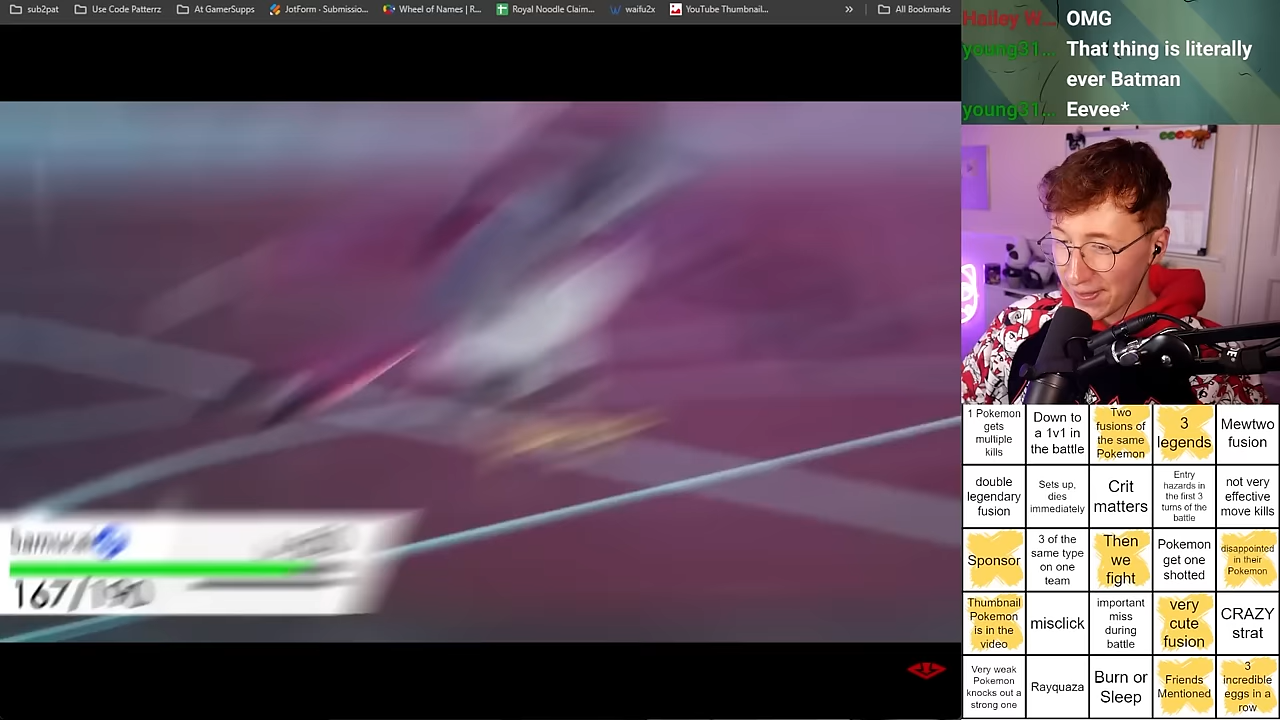 sub2pat
Use Code Patterzz
At GamerSupps
JotForm - Submissio...
Wheel of Names | R...
Royal Noodle Claim...
waifu2x
YouTube Thumbnail...
»
All Bookmarks
Hailey W... OMG
young31... That thing is literally
ever Batman
young31... Eevee*
1 Pokemon
gets
multiple
kills
Down to
a 1v1 in
the battle
Two
fusions of
the same
Pokemon
3
legends
Mewtwo
fusion
double
legendary
fusion
Sets up,
dies
immediately
Crit
matters
Entry
hazards in
the first 3
turns of the
battle
not very
effective
move kills
Sponsor
3 of the
same type
on one
team
Then
we
fight
Pokemon
get one
shotted
disappointed
in their
Pokemon
Thumbnail
Pokemon
is in the
video
misclick
important
miss
during
battle
very
cute
fusion
CRAZY
strat
Very weak
Pokemon
knocks out a
strong one
Rayquaza
Burn or
Sleep
Friends
Mentioned
3
incredible
eggs in a
row
167/190